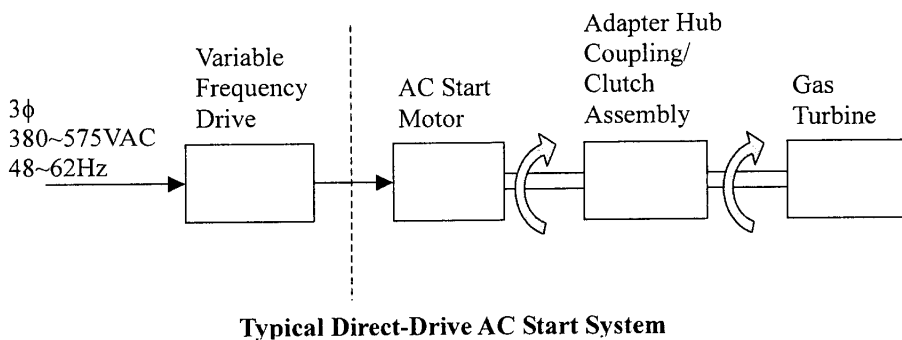 3ϕ
380~575VAC
48~62Hz
Variable
Frequency
Drive
AC Start
Motor
Adapter Hub
Coupling/
Clutch
Assembly
Gas
Turbine
Typical Direct-Drive AC Start System